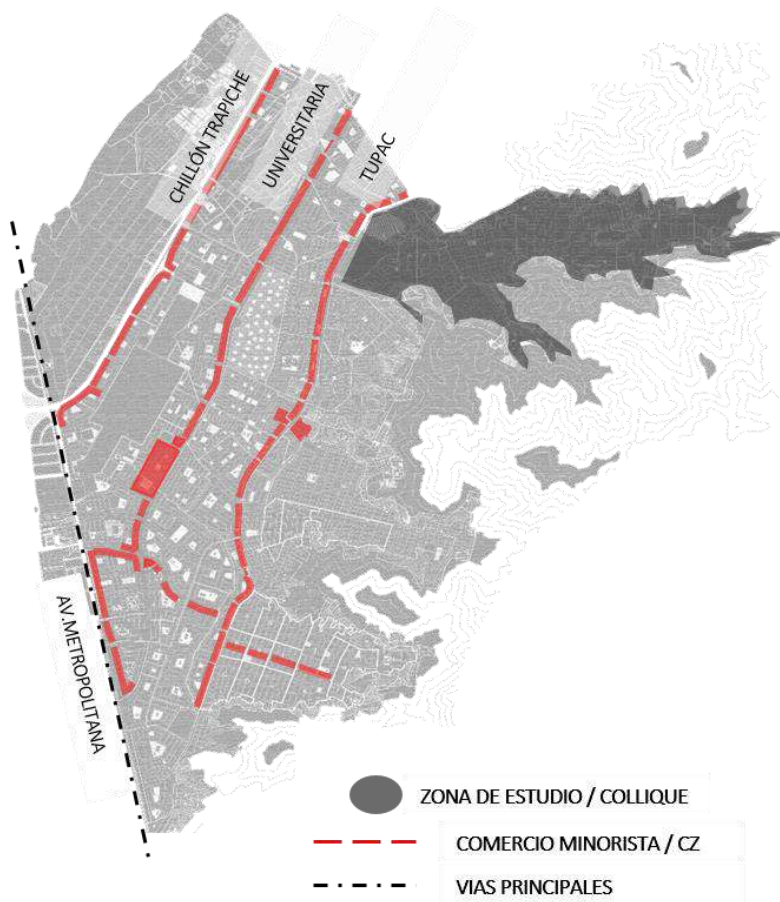 CHILLÓN TRAPICHE
UNIVERSITARIA
TUPAC
AV.METROPOLITANA
ZONA DE ESTUDIO / COLLIQUE
COMERCIO MINORISTA / CZ
VIAS PRINCIPALES